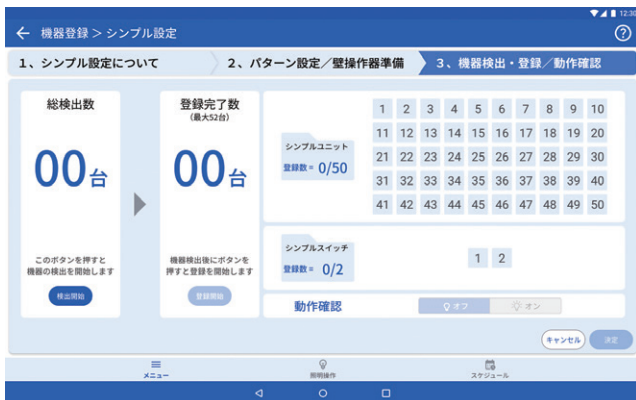 12:30
機器登録 > シンプル設定
1、シンプル設定について
2、パターン設定／壁操作器準備
3、機器検出・登録／動作確認
総検出数
00台
このボタンを押すと
機器の検出を開始します
検出開始
登録完了数
(最大52台)
00台
機器検出後にボタンを
押すと登録を開始します
登録開始
シンプルユニット
登録数= 0/50
1 2 3 4 5 6 7 8 9 10
11 12 13 14 15 16 17 18 19 20
21 22 23 24 25 26 27 28 29 30
31 32 33 34 35 36 37 38 39 40
41 42 43 44 45 46 47 48 49 50
シンプルスイッチ
登録数= 0/2
1 2
動作確認
オフ
オン
キャンセル
決定
メニュー
照明操作
スケジュール